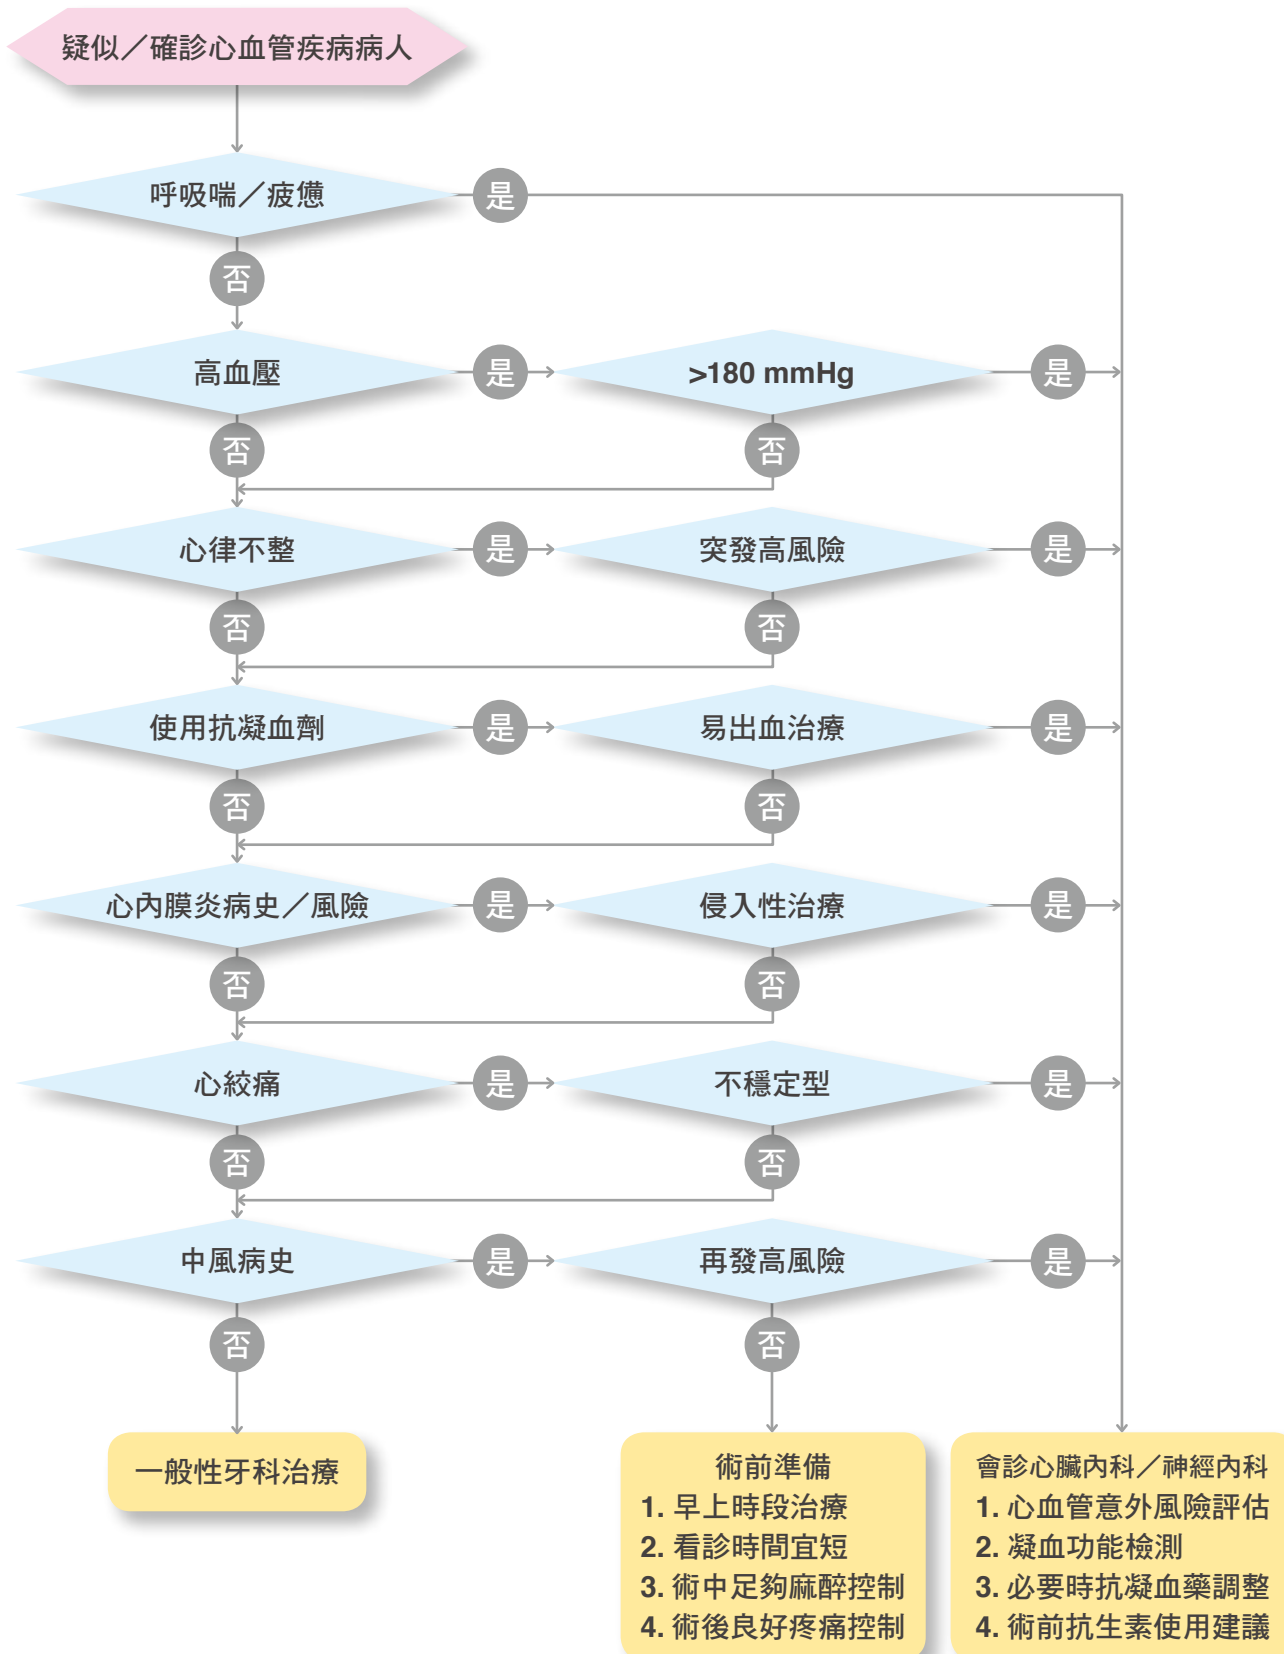 疑似／確診心血管疾病病人
呼吸喘／疲憊
是
否
高血壓
是
>180 mmHg
是
否
否
心律不整
是
突發高風險
是
否
否
使用抗凝血劑
是
易出血治療
是
否
否
心內膜炎病史／風險
是
侵入性治療
是
否
否
心絞痛
是
不穩定型
是
否
否
中風病史
是
再發高風險
是
否
否
一般性牙科治療
術前準備
1. 早上時段治療
2. 看診時間宜短
3. 術中足夠麻醉控制
4. 術後良好疼痛控制
會診心臟內科／神經內科
1. 心血管意外風險評估
2. 凝血功能檢測
3. 必要時抗凝血藥調整
4. 術前抗生素使用建議